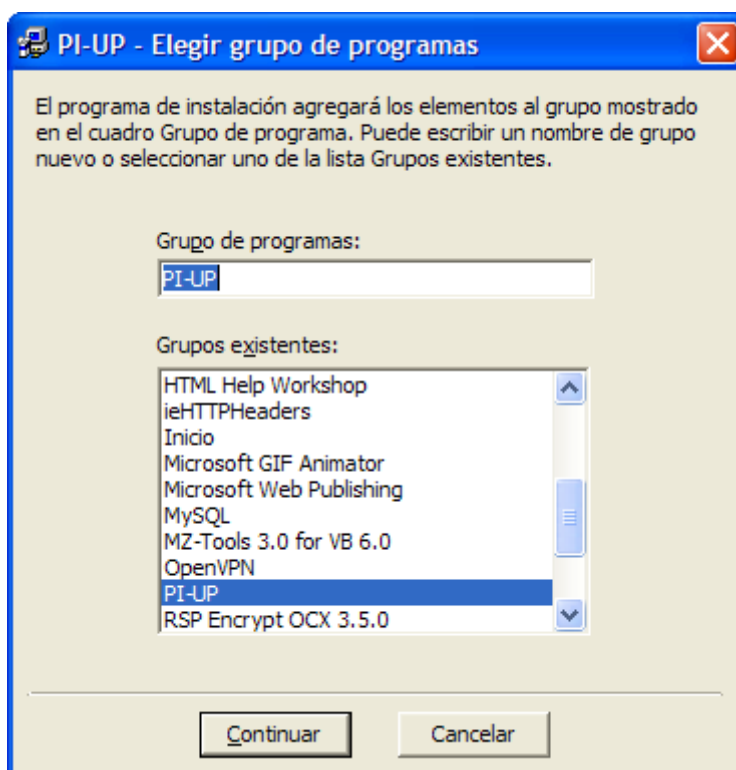 PI-UP - Elegir grupo de programas
El programa de instalación agregará los elementos al grupo mostrado
en el cuadro Grupo de programa. Puede escribir un nombre de grupo
nuevo o seleccionar uno de la lista Grupos existentes.
Grupo de programas:
PI-UP
Grupos existentes:
HTML Help Workshop
ieHTTPHeaders
Inicio
Microsoft GIF Animator
Microsoft Web Publishing
MySQL
MZ-Tools 3.0 for VB 6.0
OpenVPN
PI-UP
RSP Encrypt OCX 3.5.0
Continuar
Cancelar